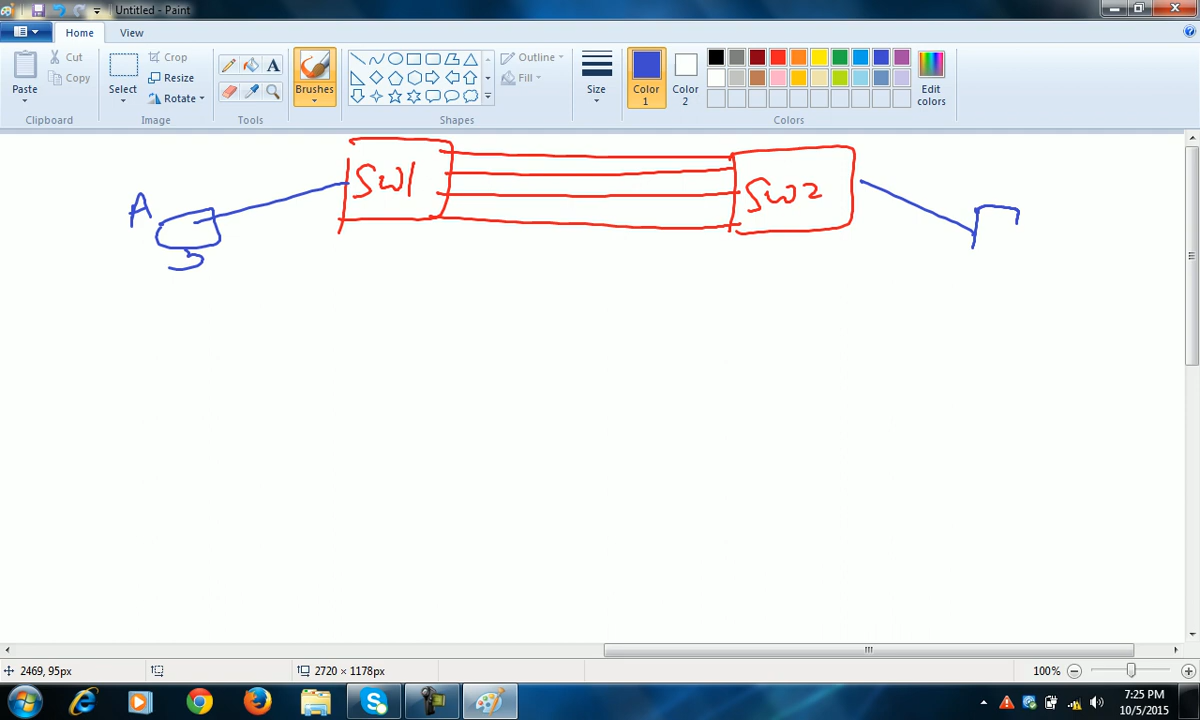 Untitled - Paint
Home
View
Paste
Cut
Copy
Clipboard
Select
Crop
Resize
Rotate
Image
A
Tools
Brushes
Outline
Fill
Shapes
Size
Color 1
Color 2
Edit colors
Colors
A
SW1
SW2
2469, 95px
2720 × 1178px
100%
7:25 PM
10/5/2015